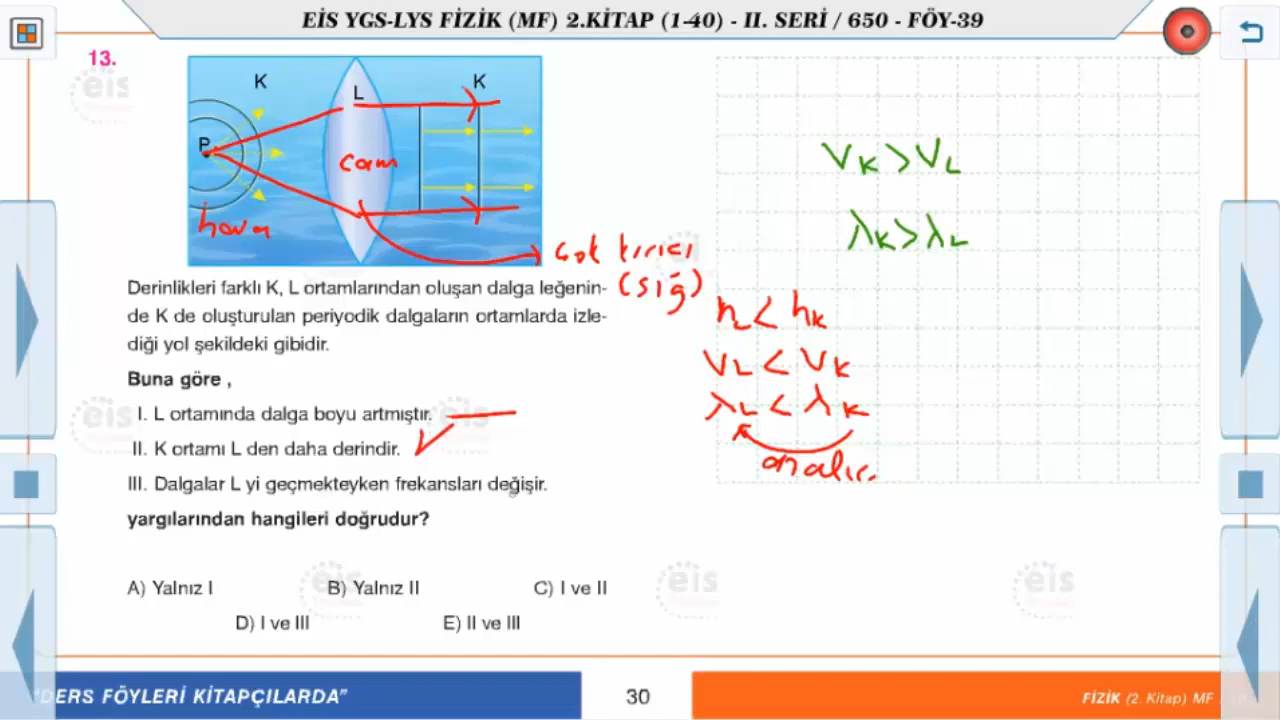 EİS YGS-LYS FİZİK (MF) 2.KİTAP (1-40) - II. SERİ / 650 - FÖY-39
13.
eis
K
K
L
P
cam
hava
çok kırıcı
(sığ)
VK > VL
λK > λL
hL < hK
VL < VK
λL < λK
azalır.
Derinlikleri farklı K, L ortamlarından oluşan dalga leğenin-
de K de oluşturulan periyodik dalgaların ortamlarda izle-
diği yol şekildeki gibidir.
Buna göre ,
I. L ortamında dalga boyu artmıştır.
II. K ortamı L den daha derindir.
III. Dalgalar L yi geçmekteyken frekansları değişir.
yargılarından hangileri doğrudur?
A) Yalnız I B) Yalnız II C) I ve II
D) I ve III E) II ve III
eis
eis
eis
"DERS FÖYLERİ KİTAPÇILARDA"
30
FİZİK (2. Kitap) MF